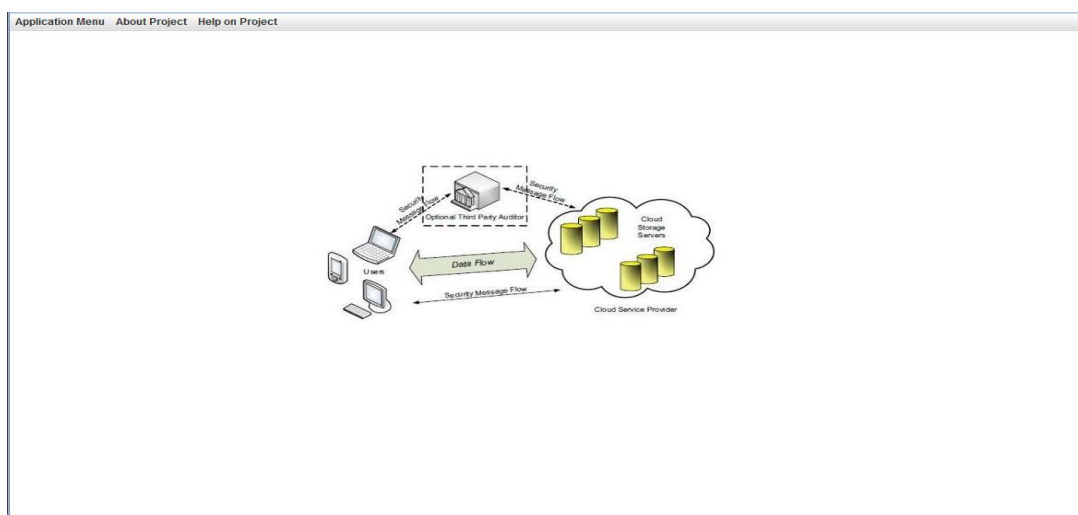 Application Menu About Project Help on Project
Security
Message Flow
Security
Message Flow
Optional Third Party Auditor
Cloud
Storage
Servers
Users
Data Flow
Security Message Flow
Cloud Service Provider